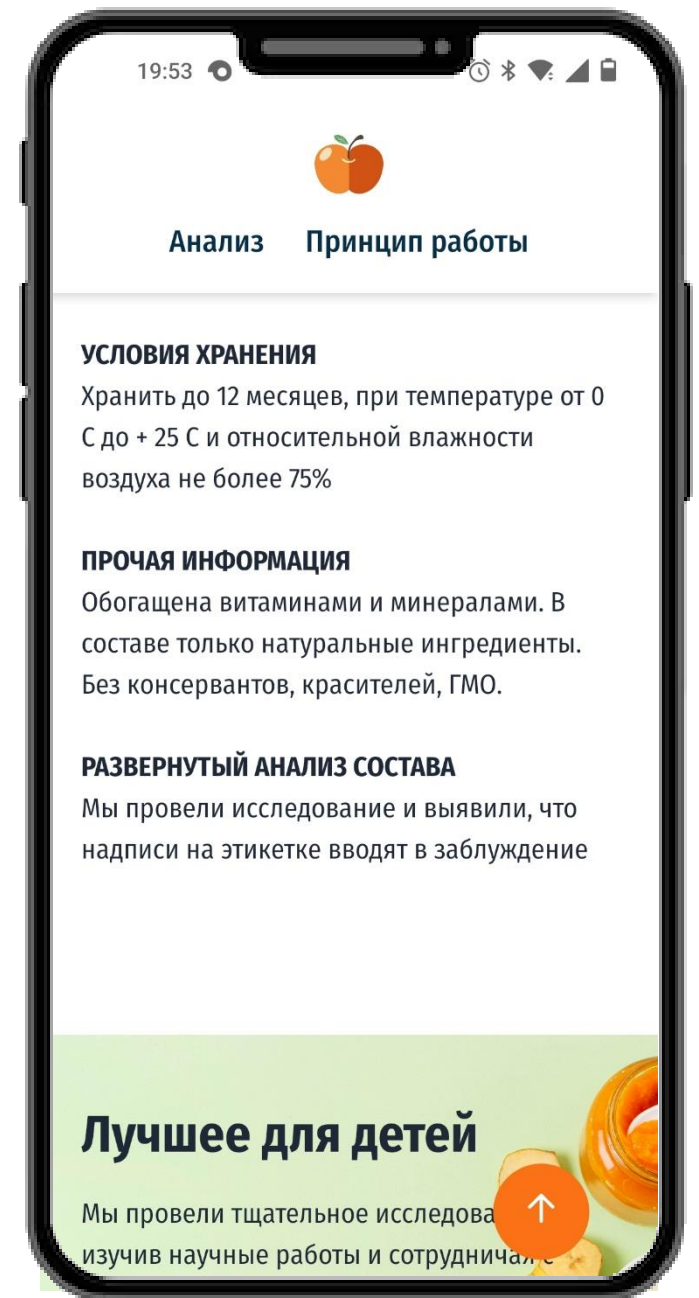 19:53
Анализ Принцип работы
УСЛОВИЯ ХРАНЕНИЯ
Хранить до 12 месяцев, при температуре от 0
С до + 25 С и относительной влажности
воздуха не более 75%
ПРОЧАЯ ИНФОРМАЦИЯ
Обогащена витаминами и минералами. В
составе только натуральные ингредиенты.
Без консервантов, красителей, ГМО.
РАЗВЕРНУТЫЙ АНАЛИЗ СОСТАВА
Мы провели исследование и выявили, что
надписи на этикетке вводят в заблуждение
Лучшее для детей
Мы провели тщательное исследова
изучив научные работы и сотрудничая с